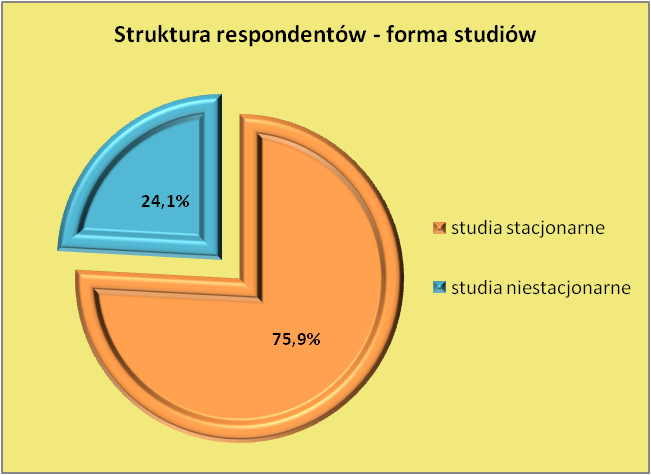 Struktura respondentów - forma studiów
24,1%
studia stacjonarne
studia niestacjonarne
75,9%